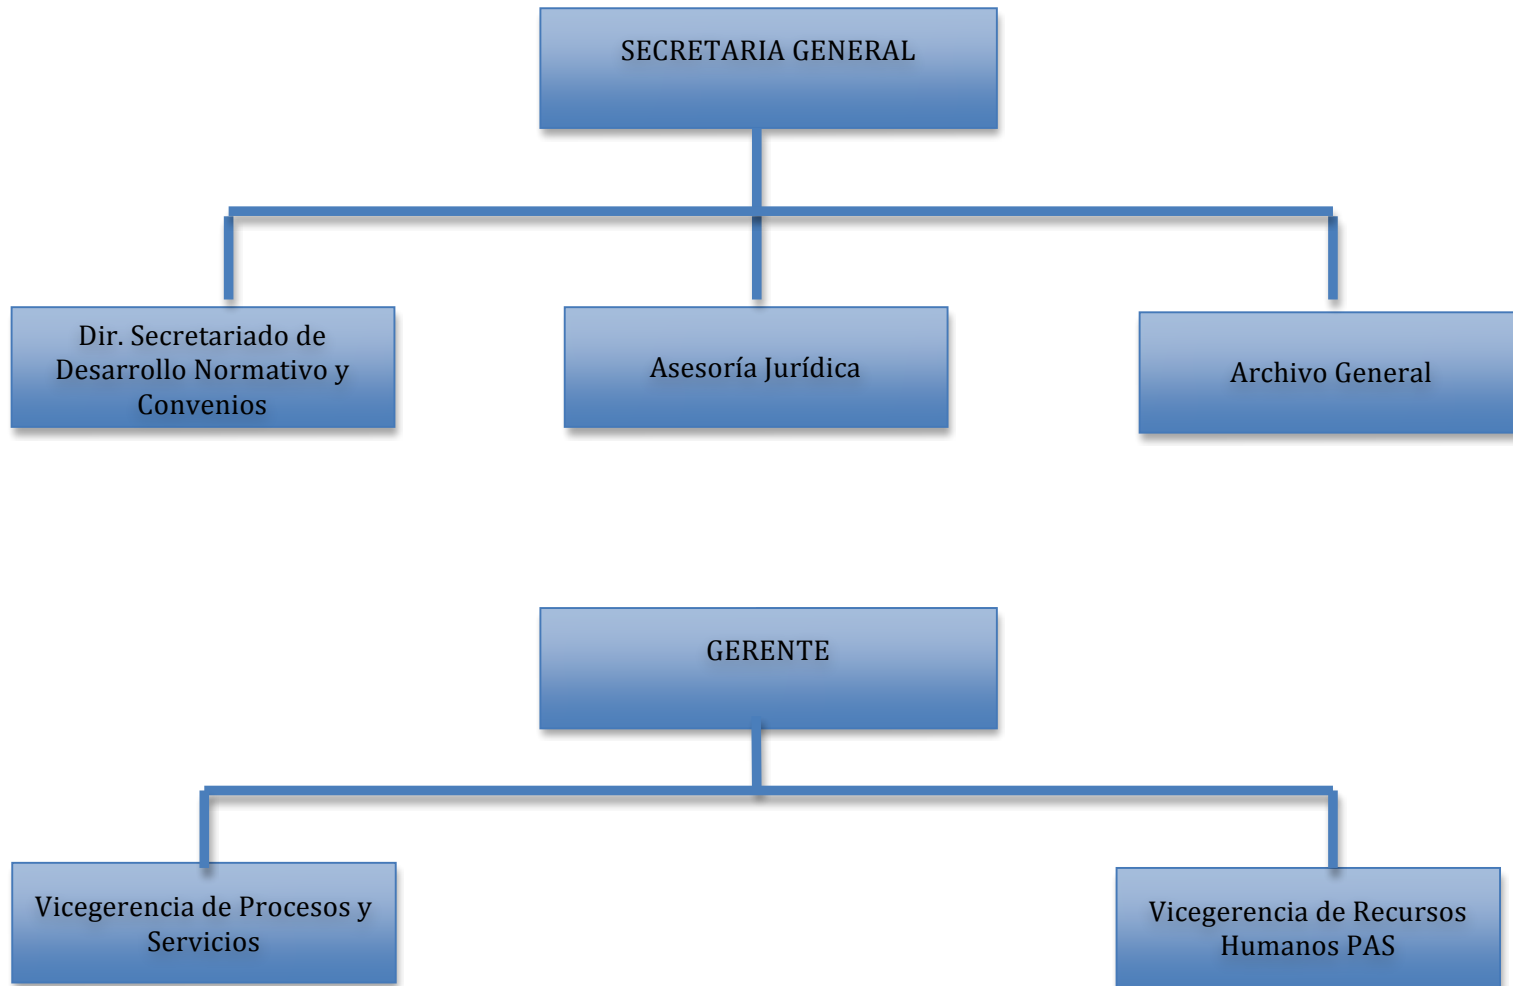 SECRETARIA GENERAL
Dir. Secretariado de
Desarrollo Normativo y
Convenios
Asesoría Jurídica
Archivo General
GERENTE
Vicegerencia de Procesos y
Servicios
Vicegerencia de Recursos
Humanos PAS